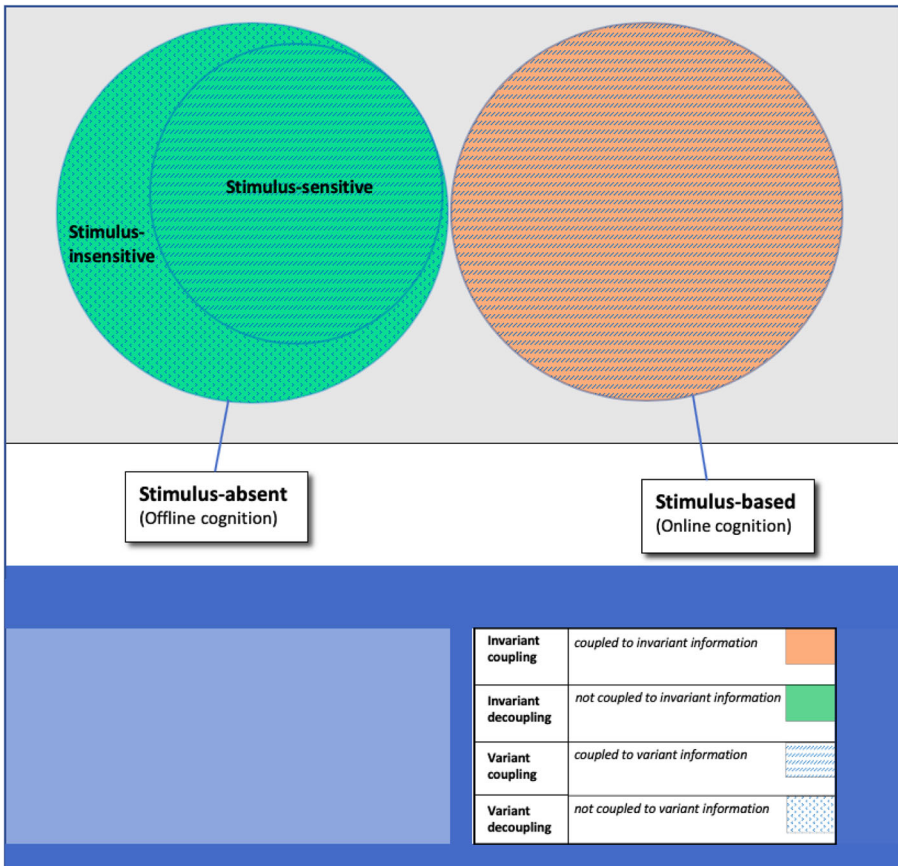 Stimulus-sensitive
Stimulus-
insensitive
Stimulus-absent
(Offline cognition)
Stimulus-based
(Online cognition)
Invariant
coupling
coupled to invariant information
Invariant
decoupling
not coupled to invariant information
Variant
coupling
coupled to variant information
Variant
decoupling
not coupled to variant information